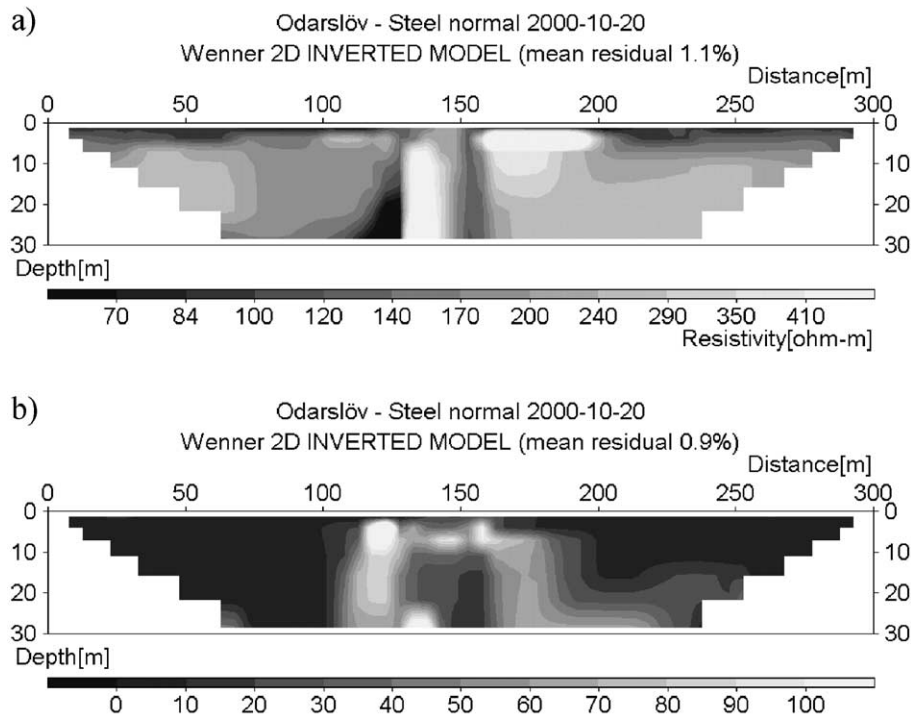 a)
Odarslöv - Steel normal 2000-10-20
Wenner 2D INVERTED MODEL (mean residual 1.1%)
Distance[m]
0 50 100 150 200 250 300
0 0
10 10
20 20
30 30
Depth[m]
70 84 100 120 140 170 200 240 290 350 410
Resistivity[ohm-m]
b)
Odarslöv - Steel normal 2000-10-20
Wenner 2D INVERTED MODEL (mean residual 0.9%)
Distance[m]
0 50 100 150 200 250 300
0 0
10 10
20 20
30 30
Depth[m]
0 10 20 30 40 50 60 70 80 90 100